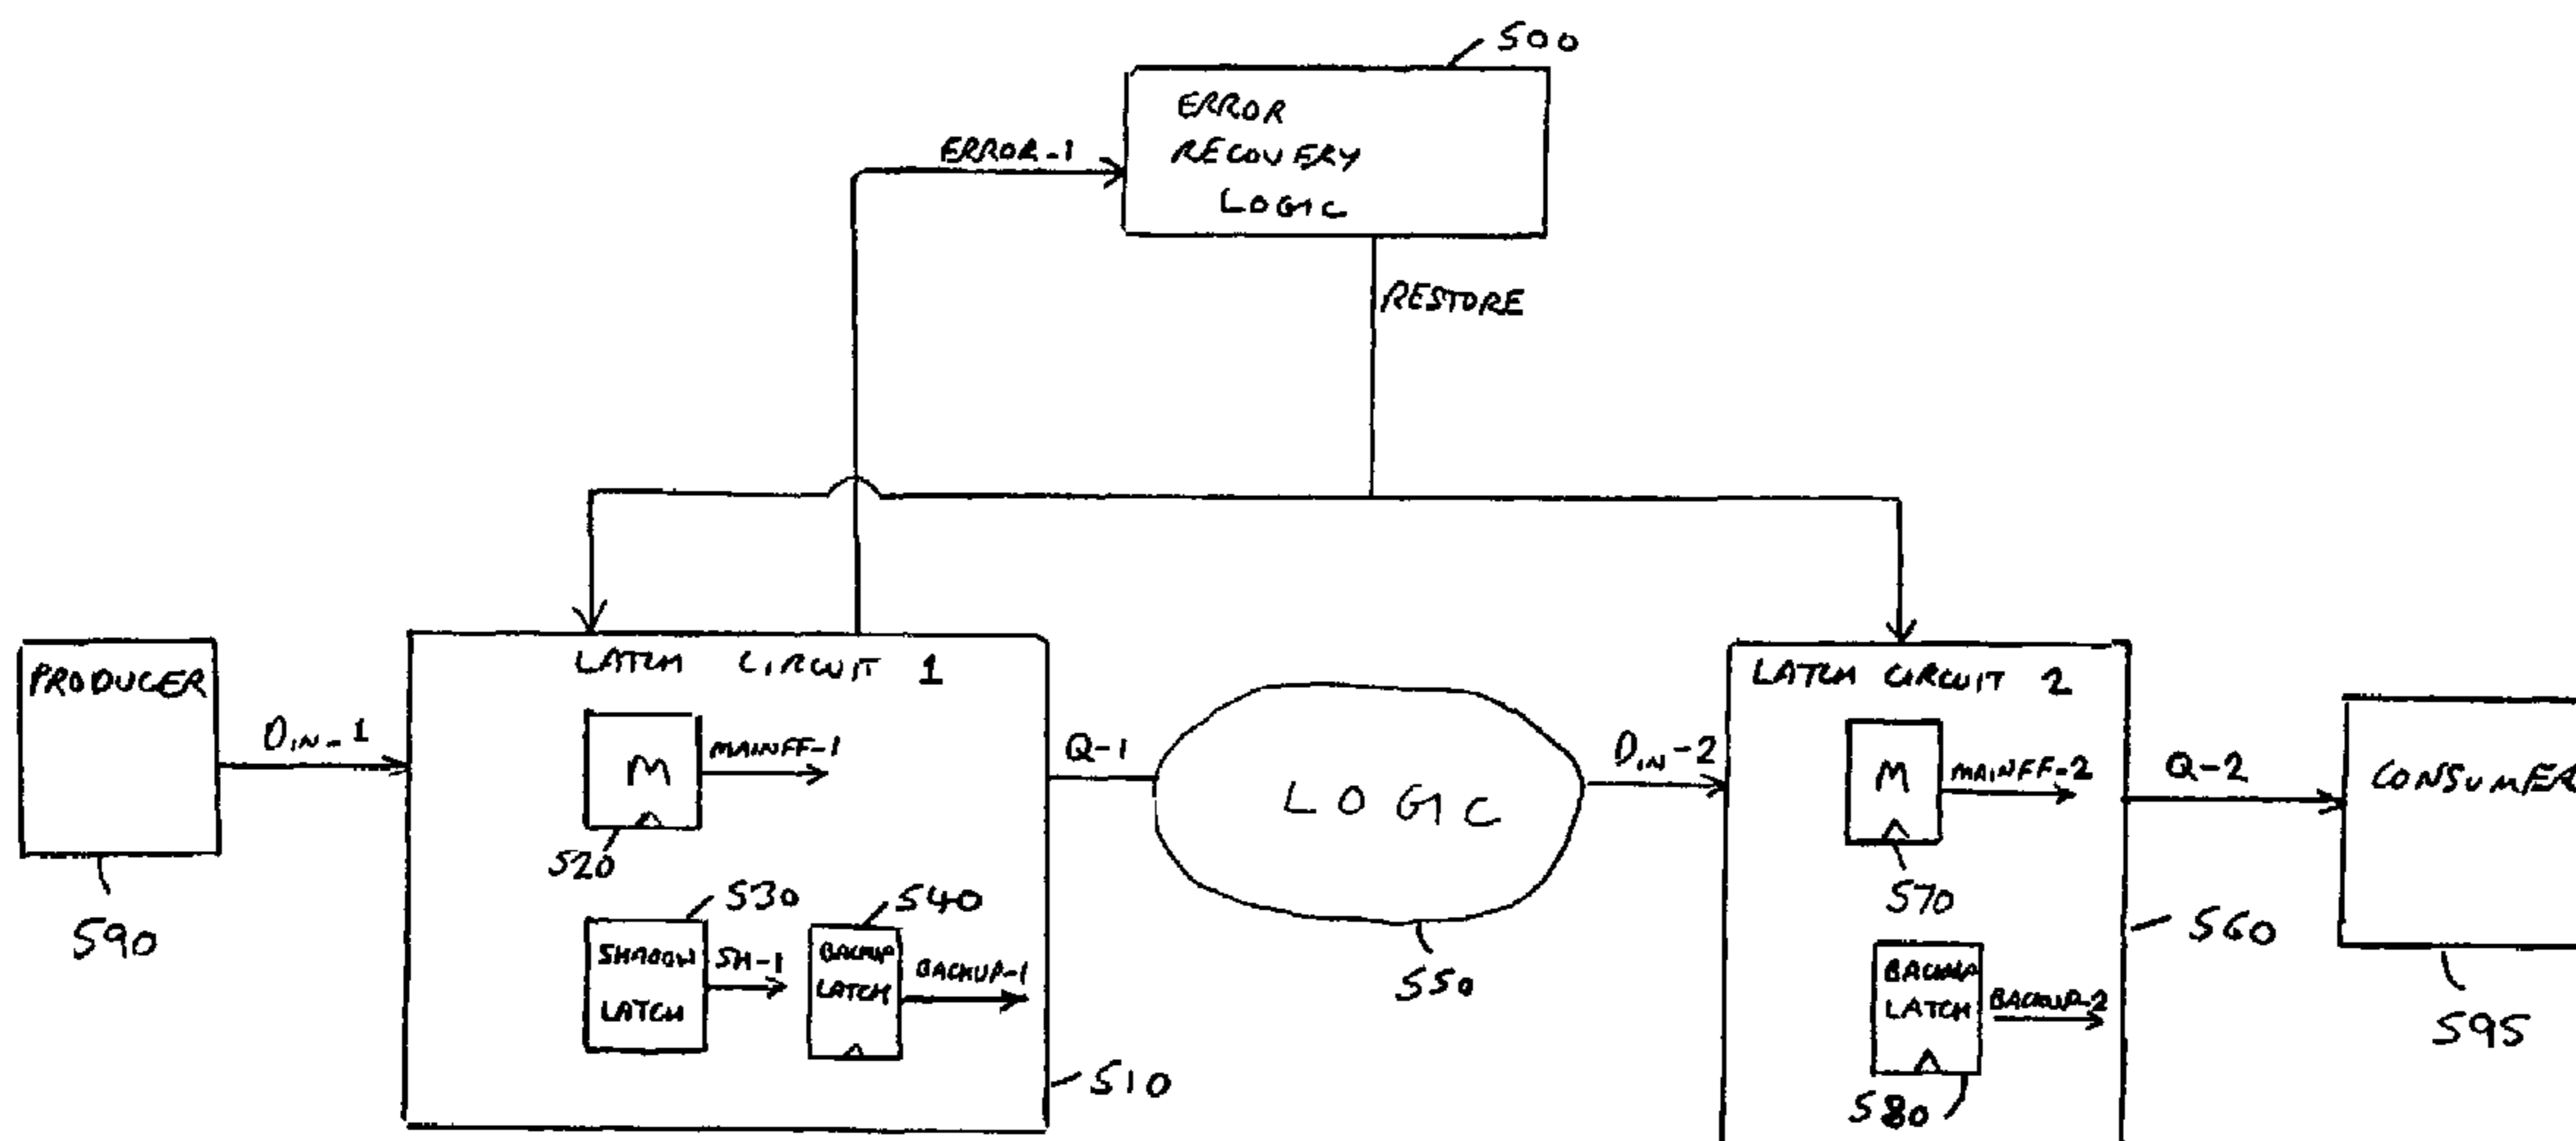 500
ERROR
RECOVERY
LOGIC
ERROR-1
RESTORE
PRODUCER
DIN-1
590
LATCH CIRCUIT 1
M
MAINFF-1
520
530
SHADOW
LATCH
SH-1
540
BACKUP
LATCH
BACKUP-1
510
Q-1
LOGIC
550
DIN-2
LATCH CIRCUIT 2
M
MAINFF-2
570
BACKUP
LATCH
BACKUP-2
580
560
Q-2
CONSUMER
595